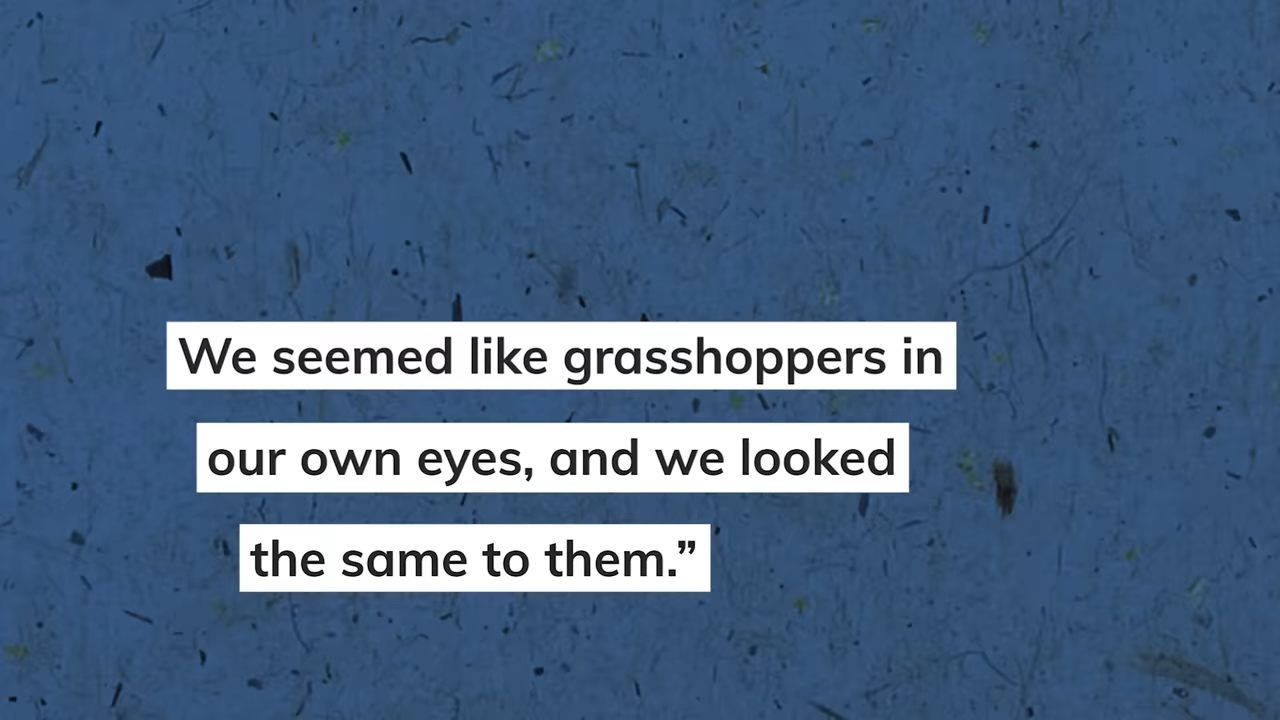 We seemed like grasshoppers in
our own eyes, and we looked
the same to them.”